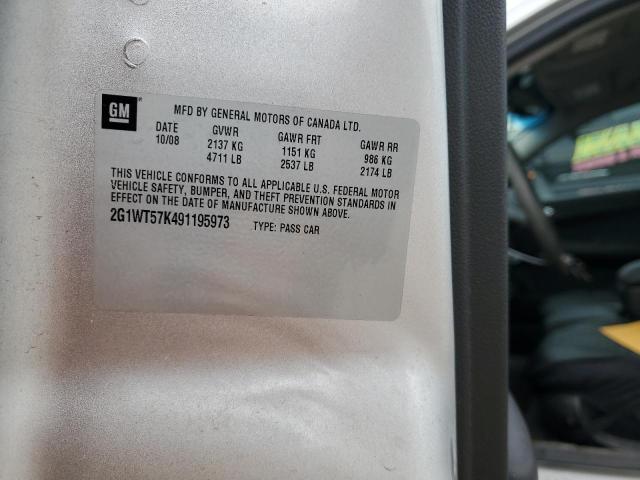 GM
MFD BY GENERAL MOTORS OF CANADA LTD.
DATE GVWR GAWR FRT GAWR RR
10/08 2137 KG 1151 KG 986 KG
4711 LB 2537 LB 2174 LB
THIS VEHICLE CONFORMS TO ALL APPLICABLE U.S. FEDERAL MOTOR
VEHICLE SAFETY, BUMPER, AND THEFT PREVENTION STANDARDS IN
EFFECT ON THE DATE OF MANUFACTURE SHOWN ABOVE.
2G1WT57K491195973 TYPE: PASS CAR